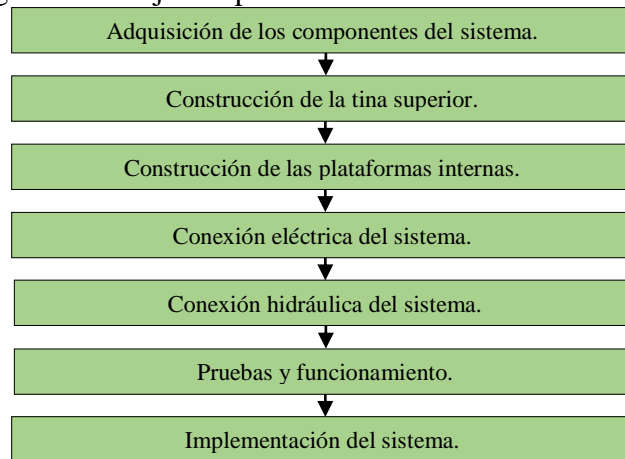 Adquisición de los componentes del sistema.
Construcción de la tina superior.
Construcción de las plataformas internas.
Conexión eléctrica del sistema.
Conexión hidráulica del sistema.
Pruebas y funcionamiento.
Implementación del sistema.